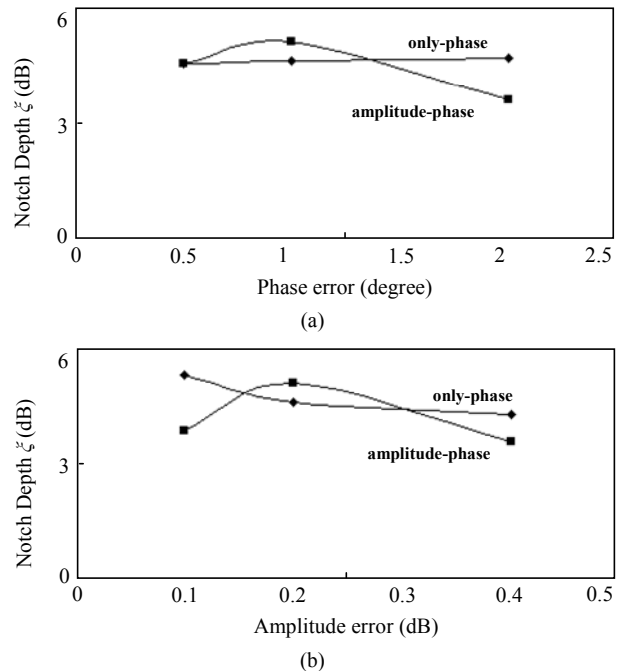 6
only-phase
Notch Depth ξ (dB)
3
amplitude-phase
0
0 0.5 1 1.5 2 2.5
Phase error (degree)
(a)
6
only-phase
Notch Depth ξ (dB)
3
amplitude-phase
0
0.1 0.2 0.3 0.4 0.5
Amplitude error (dB)
(b)